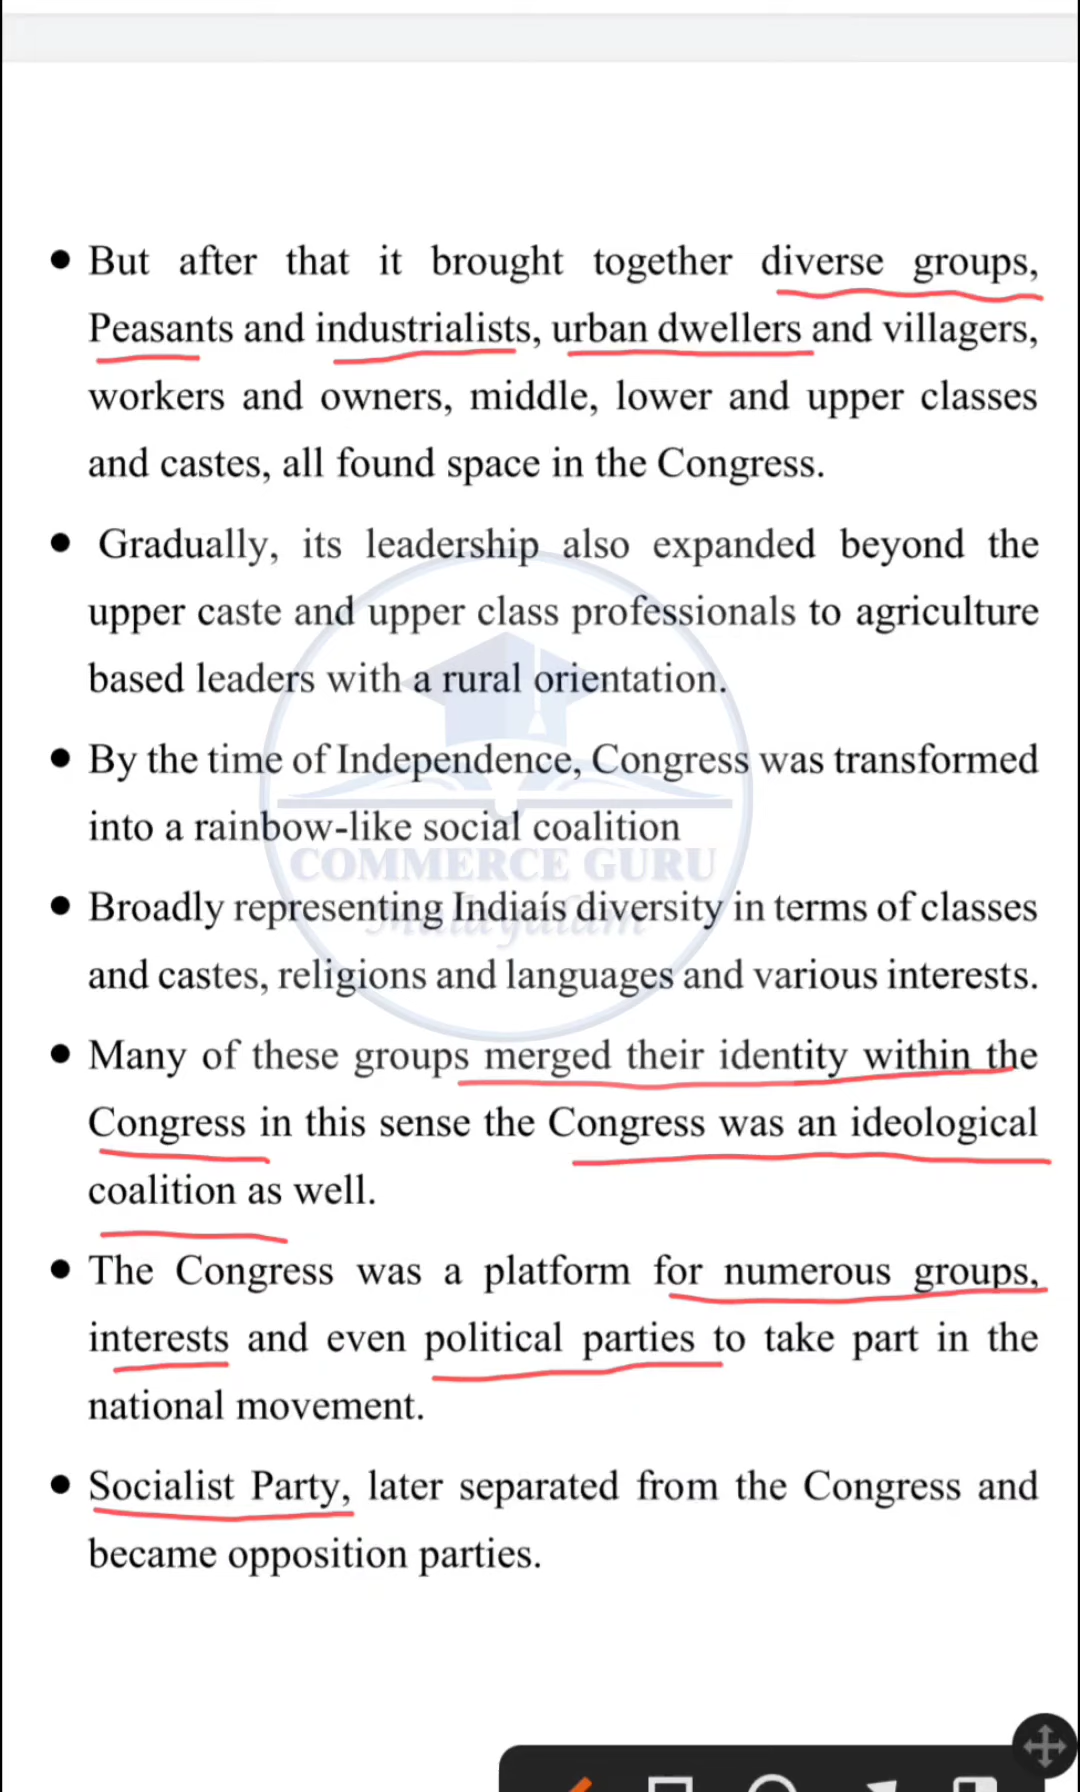 ● But after that it brought together diverse groups,
Peasants and industrialists, urban dwellers and villagers,
workers and owners, middle, lower and upper classes
and castes, all found space in the Congress.
● Gradually, its leadership also expanded beyond the
upper caste and upper class professionals to agriculture
based leaders with a rural orientation.
● By the time of Independence, Congress was transformed
into a rainbow-like social coalition
COMMERCE GURU
● Broadly representing Indiaís diversity in terms of classes
Malayalam
and castes, religions and languages and various interests.
● Many of these groups merged their identity within the
Congress in this sense the Congress was an ideological
coalition as well.
● The Congress was a platform for numerous groups,
interests and even political parties to take part in the
national movement.
● Socialist Party, later separated from the Congress and
became opposition parties.